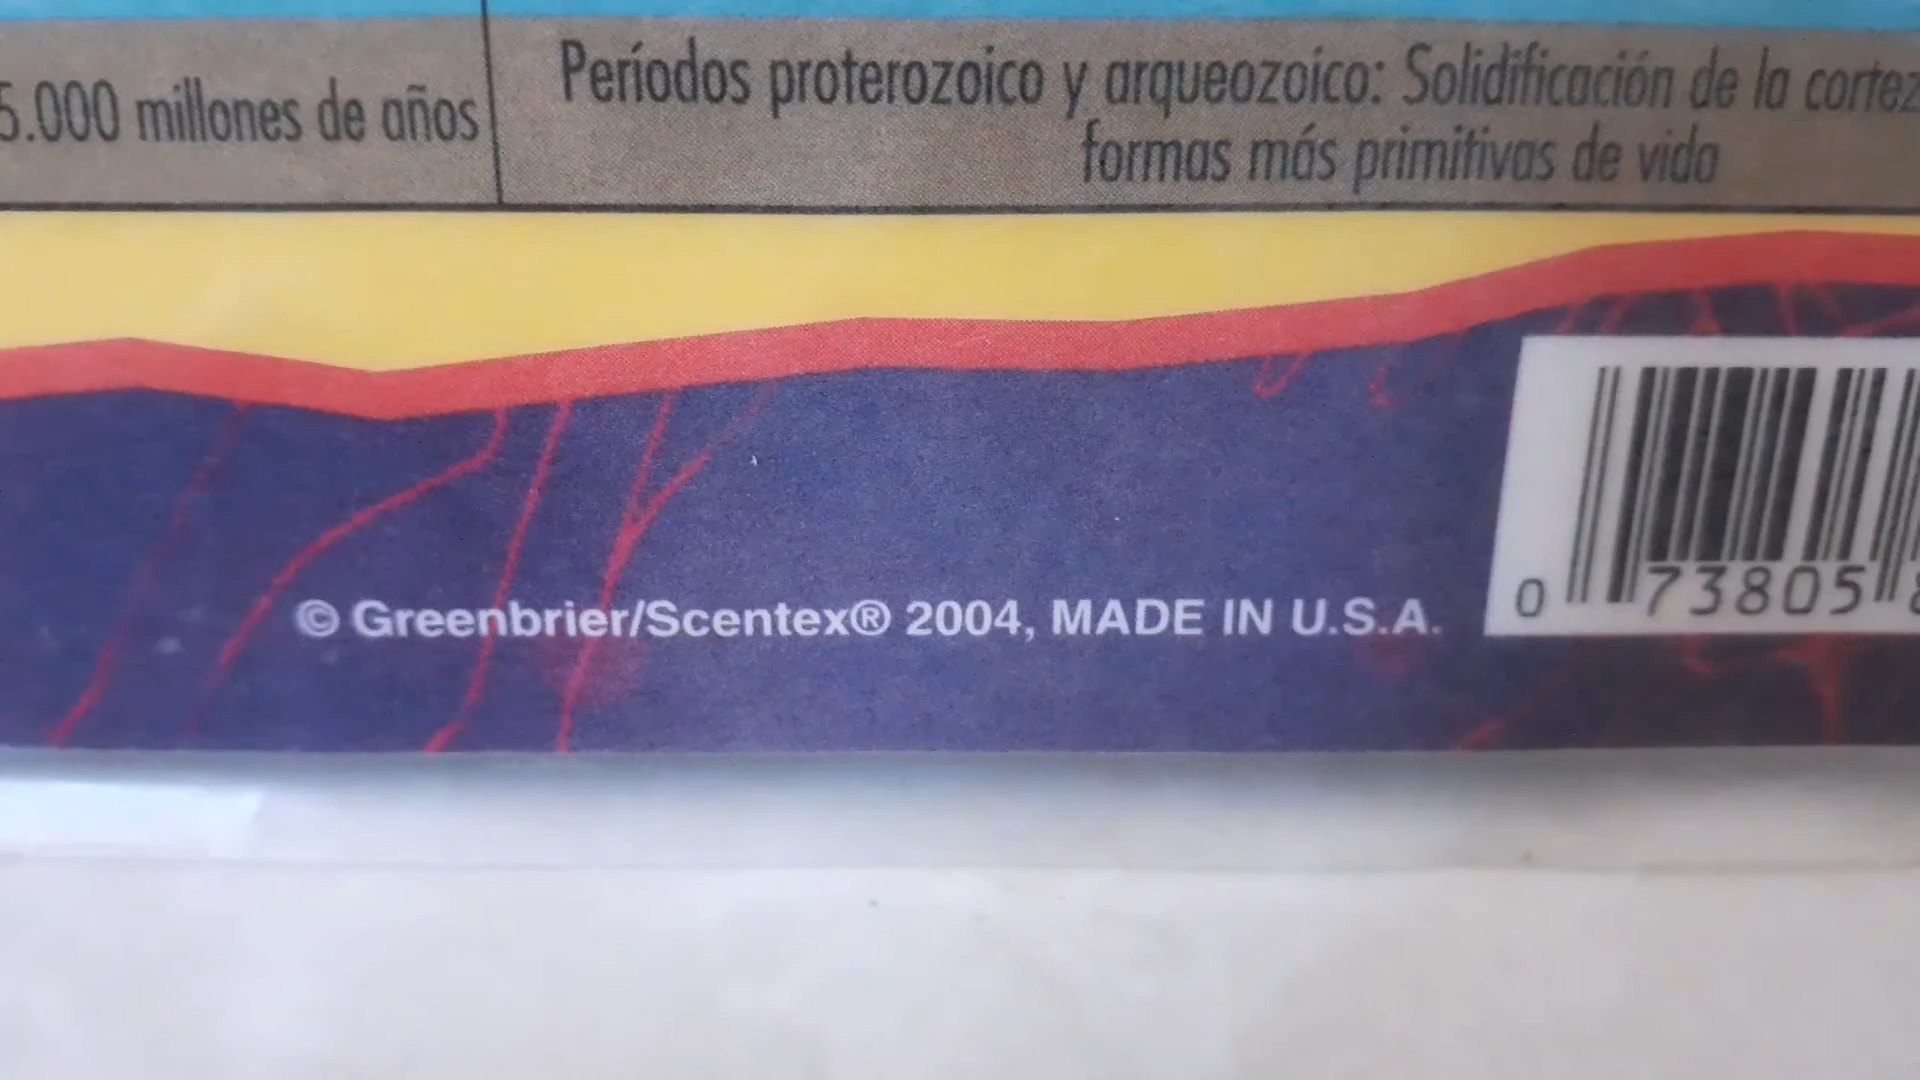 5.000 millones de años
Períodos proterozoico y arqueozoico: Solidificación de la
formas más primitivas de vida
© Greenbrier/Scentex® 2004, MADE IN U.S.A.
0 73805